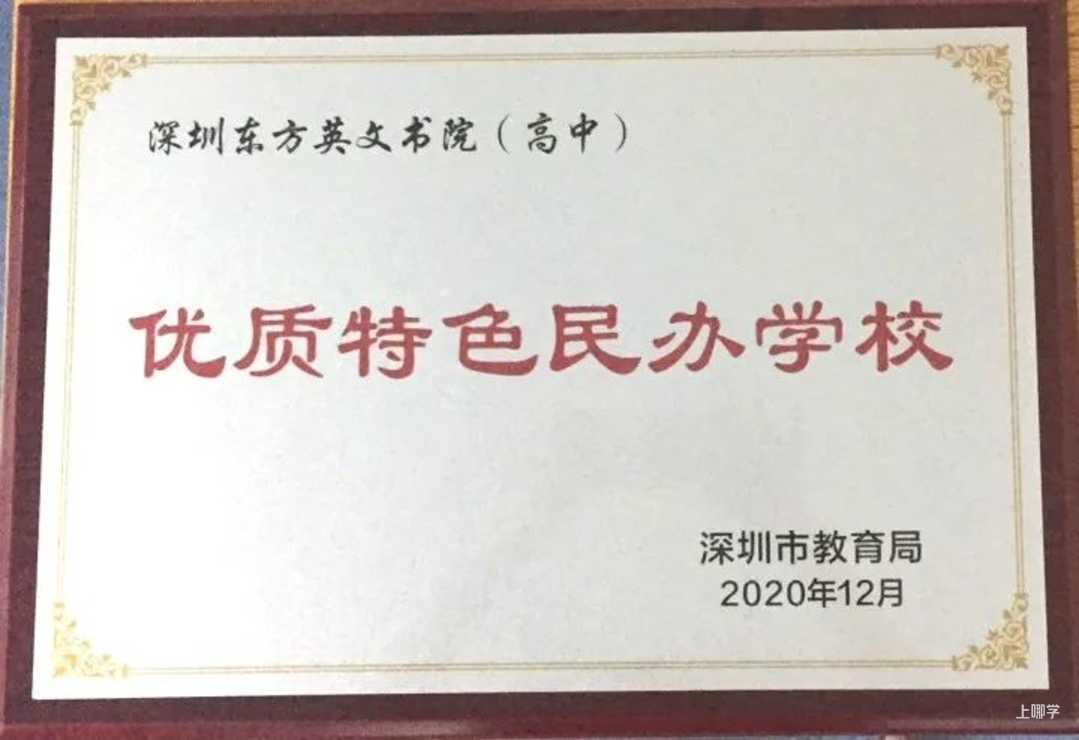 深圳东方英文书院（高中）
优质特色民办学校
深圳市教育局
2020年12月
上哪学